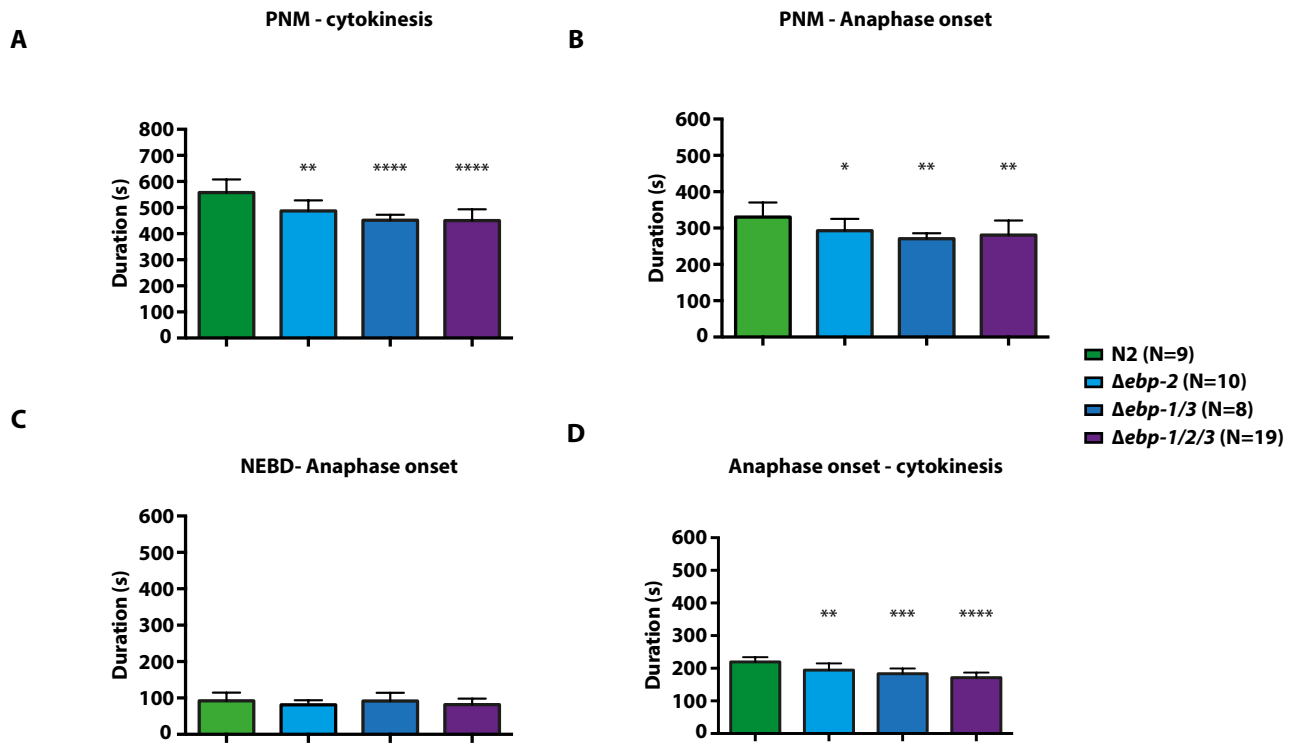 PNM - cytokinesis
A
800
700
600
500
400
300
200
100
0
Duration (s)
** **** ****
PNM - Anaphase onset
B
600
500
400
300
200
100
0
Duration (s)
* ** **
N2 (N=9)
Δebp-2 (N=10)
Δebp-1/3 (N=8)
Δebp-1/2/3 (N=19)
C
NEBD- Anaphase onset
600
500
400
300
200
100
0
Duration (s)
D
Anaphase onset - cytokinesis
600
500
400
300
200
100
0
Duration (s)
** *** ****